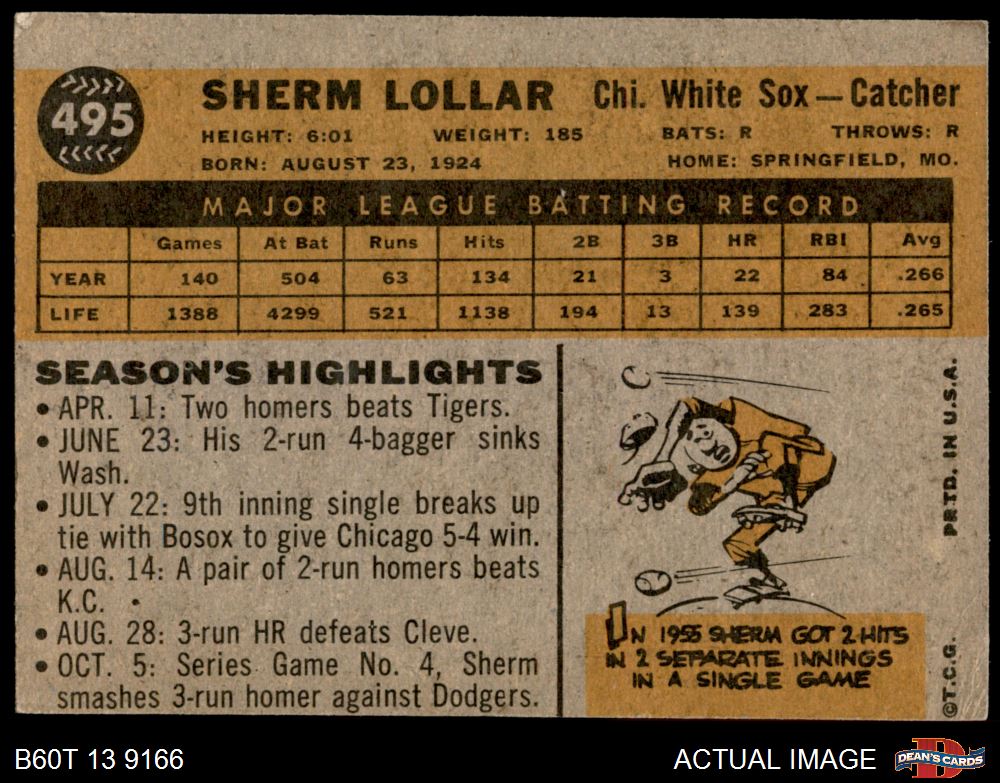 495
SHERM LOLLAR Chi. White Sox—Catcher
HEIGHT: 6:01 WEIGHT: 185 BATS: R THROWS: R
BORN: AUGUST 23, 1924 HOME: SPRINGFIELD, MO.
MAJOR LEAGUE BATTING RECORD
Games At Bat Runs Hits 2B 3B HR RBI Avg
YEAR 140 504 63 134 21 3 22 84 .266
LIFE 1388 4299 521 1138 194 13 139 283 .265
SEASON'S HIGHLIGHTS
• APR. 11: Two homers beats Tigers.
• JUNE 23: His 2-run 4-bagger sinks
Wash.
• JULY 22: 9th inning single breaks up
tie with Bosox to give Chicago 5-4 win.
• AUG. 14: A pair of 2-run homers beats
K.C.
• AUG. 28: 3-run HR defeats Cleve.
• OCT. 5: Series Game No. 4, Sherm
smashes 3-run homer against Dodgers.
IN 1955 SHERM GOT 2 HITS
IN 2 SEPARATE INNINGS
IN A SINGLE GAME
©T.C.G. PRTD. IN U.S.A.
B60T 13 9166 ACTUAL IMAGE
D
DEAN'S CARDS